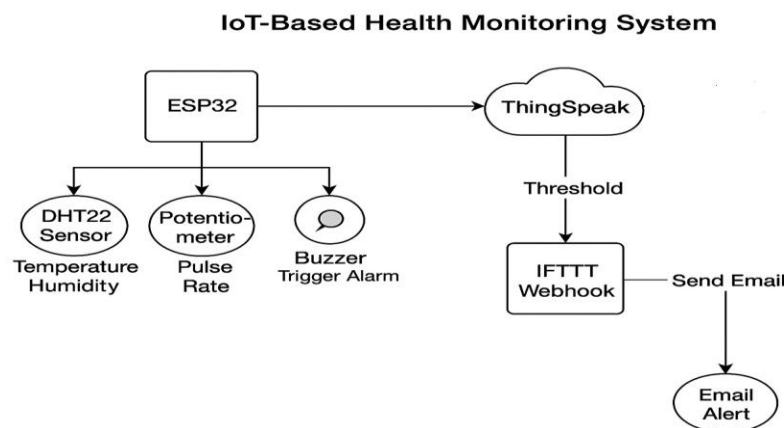 IoT-Based Health Monitoring System
ESP32
ThingSpeak
DHT22
Sensor
Temperature
Humidity
Potentio-
meter
Pulse
Rate
Buzzer
Trigger Alarm
Threshold
IFTTT
Webhook
Send Email
Email
Alert